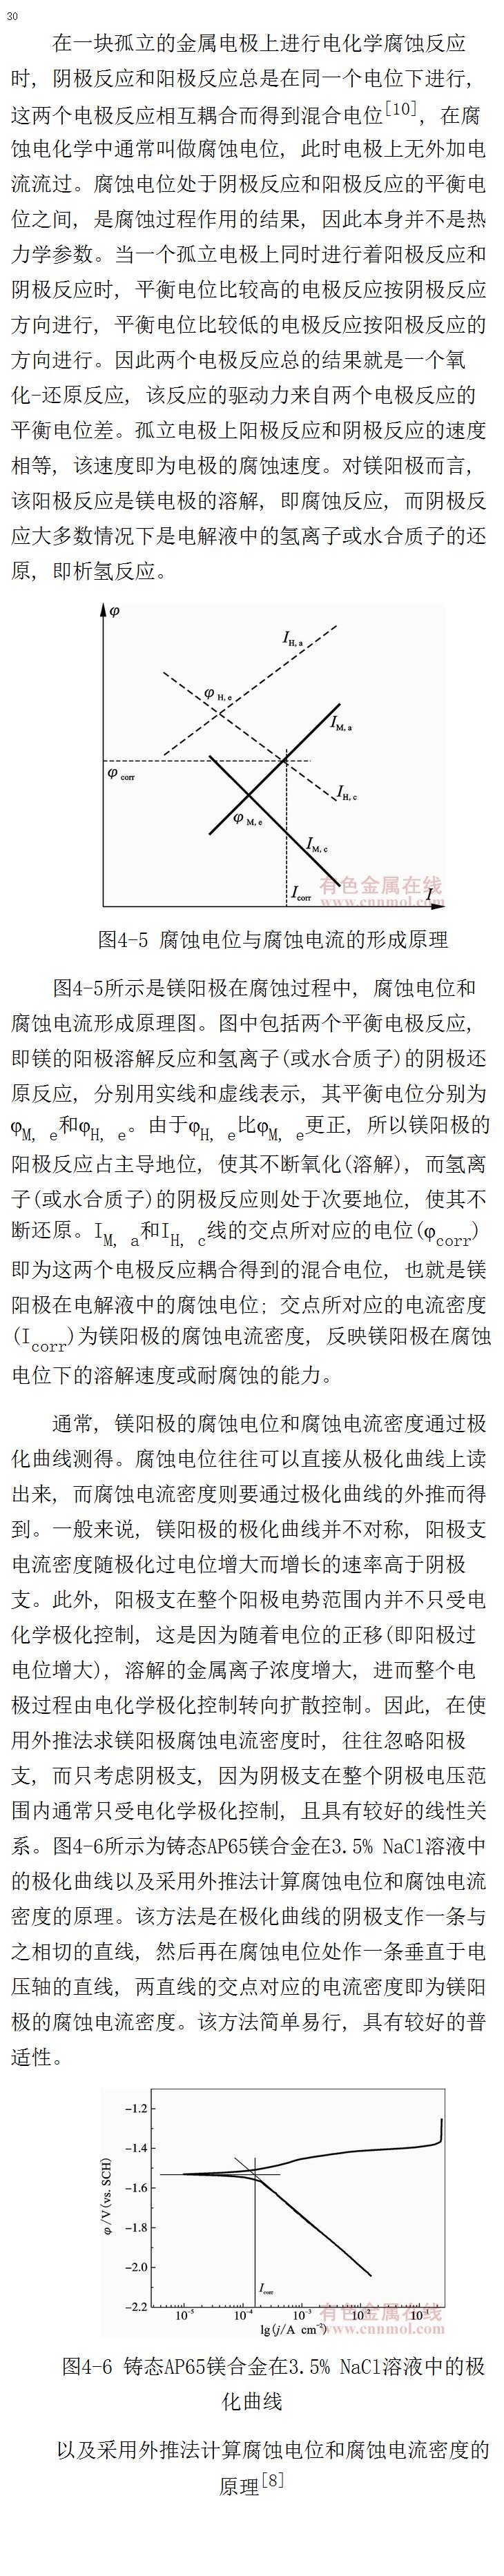 30
在一块孤立的金属电极上进行电化学腐蚀反应
时, 阴极反应和阳极反应总是在同一个电位下进行,
这两个电极反应相互耦合而得到混合电位[10], 在腐
蚀电化学中通常叫做腐蚀电位, 此时电极上无外加电
流流过。腐蚀电位处于阴极反应和阳极反应的平衡电
位之间, 是腐蚀过程作用的结果, 因此本身并不是热
力学参数。当一个孤立电极上同时进行着阳极反应和
阴极反应时, 平衡电位比较高的电极反应按阴极反应
方向进行, 平衡电位比较低的电极反应按阳极反应的
方向进行。因此两个电极反应总的结果就是一个氧
化-还原反应, 该反应的驱动力来自两个电极反应的
平衡电位差。孤立电极上阳极反应和阴极反应的速度
相等, 该速度即为电极的腐蚀速度。对镁阳极而言,
该阳极反应是镁电极的溶解, 即腐蚀反应, 而阴极反
应大多数情况下是电解液中的氢离子或水合质子的还
原, 即析氢反应。
φ
I H, a
φ H, e
I M, a
φ corr
I H, c
φ M, e
I M, c
I corr
有色金属在线
www.cnnmol.com
I
图4-5 腐蚀电位与腐蚀电流的形成原理
图4-5所示是镁阳极在腐蚀过程中, 腐蚀电位和
腐蚀电流形成原理图。图中包括两个平衡电极反应,
即镁的阳极溶解反应和氢离子(或水合质子)的阴极还
原反应, 分别用实线和虚线表示, 其平衡电位分别为
φM, e和φH, e。由于φH, e比φM, e更正, 所以镁阳极的
阳极反应占主导地位, 使其不断氧化(溶解), 而氢离
子(或水合质子)的阴极反应则处于次要地位, 使其不
断还原。IM, a和IH, c线的交点所对应的电位(φcorr)
即为这两个电极反应耦合得到的混合电位, 也就是镁
阳极在电解液中的腐蚀电位; 交点所对应的电流密度
(Icorr)为镁阳极的腐蚀电流密度, 反映镁阳极在腐蚀
电位下的溶解速度或耐腐蚀的能力。
通常, 镁阳极的腐蚀电位和腐蚀电流密度通过极
化曲线测得。腐蚀电位往往可以直接从极化曲线上读
出来, 而腐蚀电流密度则要通过极化曲线的外推而得
到。一般来说, 镁阳极的极化曲线并不对称, 阳极支
电流密度随极化过电位增大而增长的速率高于阴极
支。此外, 阳极支在整个阳极电势范围内并不只受电
化学极化控制, 这是因为随着电位的正移(即阳极过
电位增大), 溶解的金属离子浓度增大, 进而整个电
极过程由电化学极化控制转向扩散控制。因此, 在使
用外推法求镁阳极腐蚀电流密度时, 往往忽略阳极
支, 而只考虑阴极支, 因为阴极支在整个阴极电压范
围内通常只受电化学极化控制, 且具有较好的线性关
系。图4-6所示为铸态AP65镁合金在3.5% NaCl溶液中
的极化曲线以及采用外推法计算腐蚀电位和腐蚀电流
密度的原理。该方法是在极化曲线的阴极支作一条与
之相切的直线, 然后再在腐蚀电位处作一条垂直于电
压轴的直线, 两直线的交点对应的电流密度即为镁阳
极的腐蚀电流密度。该方法简单易行, 具有较好的普
适性。
-1.2
-1.4
-1.6
-1.8
-2.0
-2.2
φ/V(vs. SCH)
I corr
10⁻⁵ 10⁻⁴ 10⁻³ 10⁻² 10⁻¹
lg(j/A cm⁻²)
有色金属在线
www.cnnmol.com
图4-6 铸态AP65镁合金在3.5% NaCl溶液中的极
化曲线
以及采用外推法计算腐蚀电位和腐蚀电流密度的
原理[8]